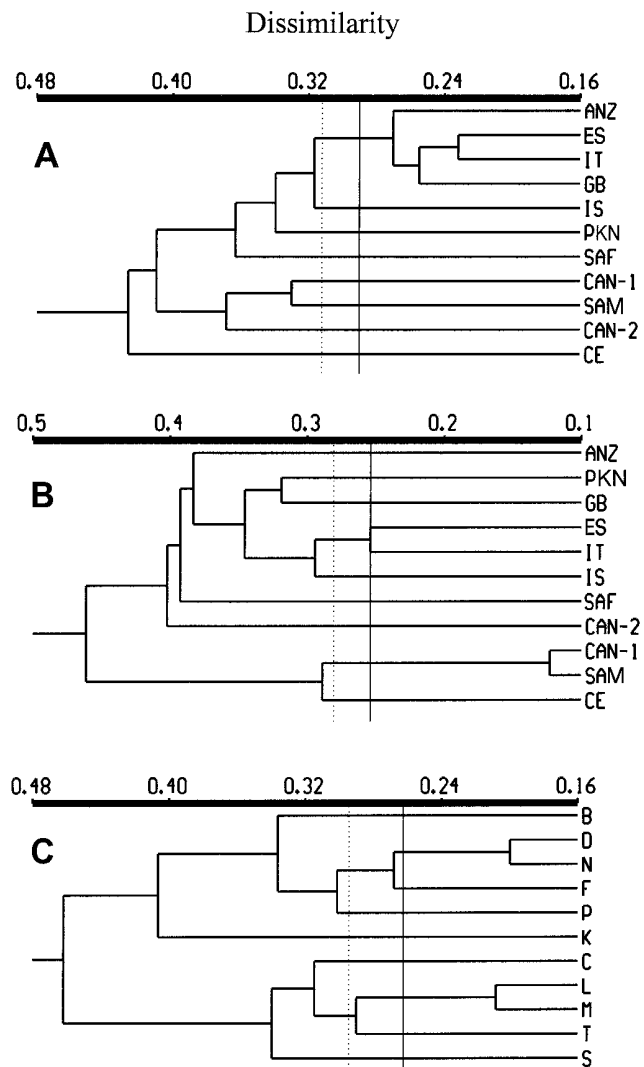 Dissimilarity
0.48 0.40 0.32 0.24 0.16
A
ANZ
ES
IT
GB
IS
PKN
SAF
CAN-1
SAM
CAN-2
CE
0.5 0.4 0.3 0.2 0.1
B
ANZ
PKN
GB
ES
IT
IS
SAF
CAN-2
CAN-1
SAM
CE
0.48 0.40 0.32 0.24 0.16
C
B
D
N
F
P
K
C
L
M
T
S